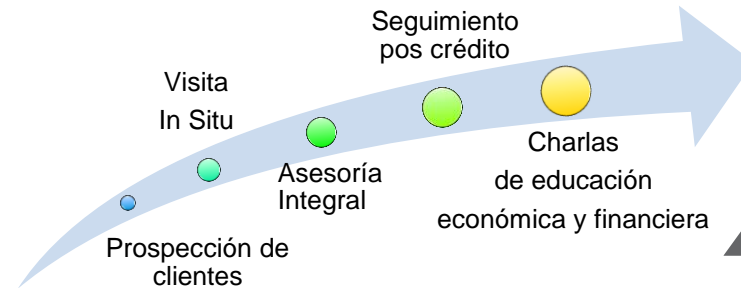 Prospección de
clientes
Visita
In Situ
Asesoría
Integral
Seguimiento
pos crédito
Charlas
de educación
económica y financiera